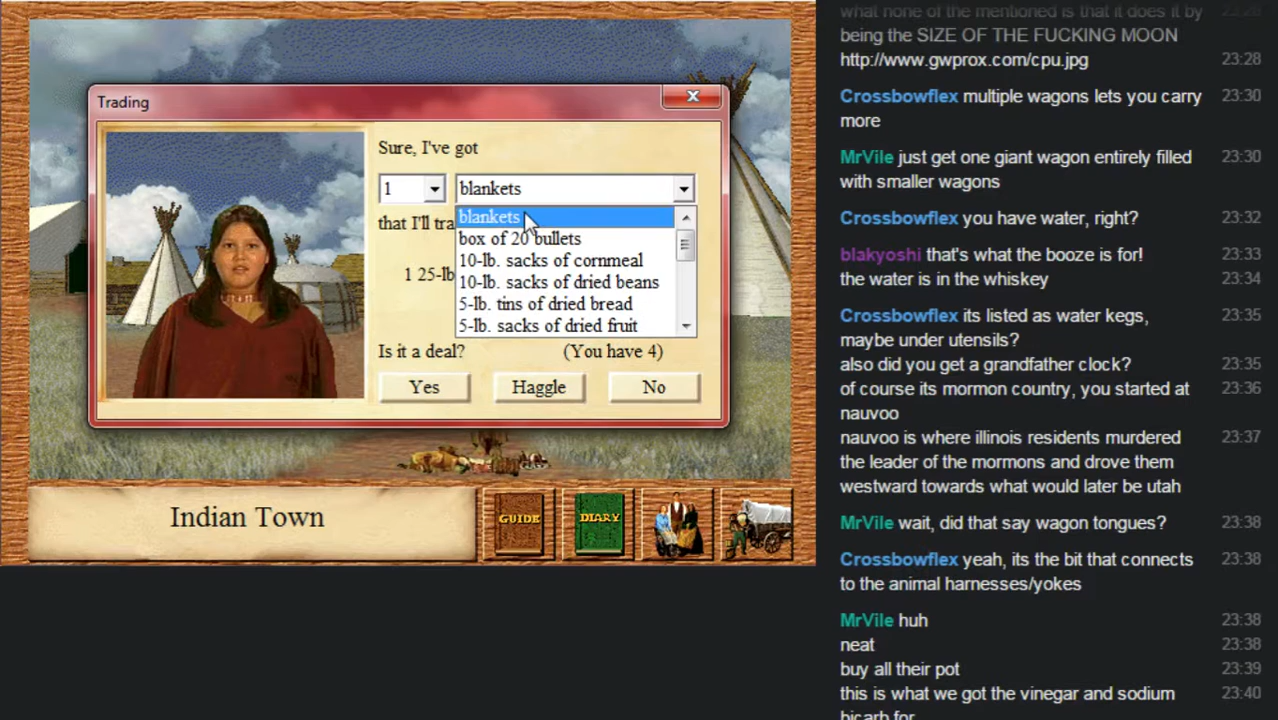 Trading
Sure, I've got
1 blankets
blankets
box of 20 bullets
10-lb. sacks of cornmeal
10-lb. sacks of dried beans
5-lb. tins of dried bread
5-lb. sacks of dried fruit
that I'll tra
1 25-lb
Is it a deal? (You have 4)
Yes Haggle No
Indian Town
GUIDE
DIARY
what none of the mentioned is that it does it by 23:28
being the SIZE OF THE FUCKING MOON
http://www.gwprox.com/cpu.jpg 23:28
Crossbowflex multiple wagons lets you carry 23:30
more
MrVile just get one giant wagon entirely filled 23:30
with smaller wagons
Crossbowflex you have water, right? 23:32
blakyoshi that's what the booze is for! 23:33
the water is in the whiskey 23:34
Crossbowflex its listed as water kegs, 23:35
maybe under utensils?
also did you get a grandfather clock? 23:35
of course its mormon country, you started at 23:36
nauvoo
nauvoo is where illinois residents murdered 23:37
the leader of the mormons and drove them
westward towards what would later be utah
MrVile wait, did that say wagon tongues? 23:38
Crossbowflex yeah, its the bit that connects 23:38
to the animal harnesses/yokes
MrVile huh 23:38
neat 23:38
buy all their pot 23:39
this is what we got the vinegar and sodium 23:40
bicarb for